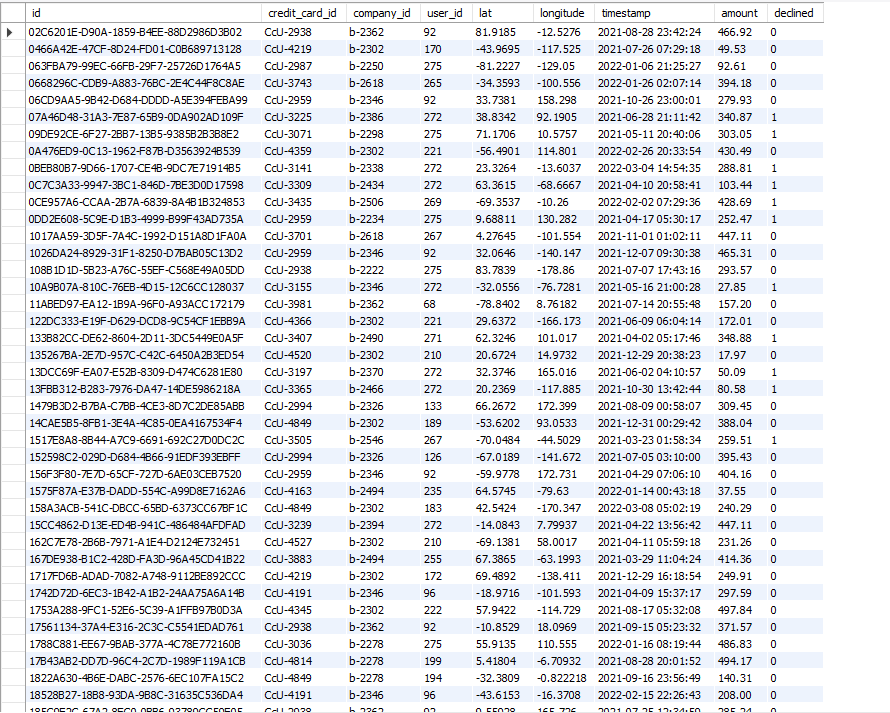 id credit_card_id company_id user_id lat longitude timestamp amount declined
02C6201E-D90A-1859-B4EE-88D2986D3B02 CcU-2938 b-2362 92 81.9185 -12.5276 2021-08-28 23:42:24 466.92 0
0466A42E-47CF-8D24-FD01-C0B689713128 CcU-4219 b-2302 170 -43.9695 -117.525 2021-07-26 07:29:18 49.53 0
063FBA79-99EC-66FB-29F7-25726D1764A5 CcU-2987 b-2250 275 -81.2227 -129.05 2022-01-06 21:25:27 92.61 0
0668296C-CDB9-A883-76BC-2E4C44F8C8AE CcU-3743 b-2618 265 -34.3593 -100.556 2022-01-26 02:07:14 394.18 0
06CD9AA5-9B42-D684-DDDD-A5E394FEBA99 CcU-2959 b-2346 92 33.7381 158.298 2021-10-26 23:00:01 279.93 0
07A46D48-31A3-7E87-65B9-0DA902AD109F CcU-3225 b-2386 272 38.8342 92.1905 2021-06-28 21:11:42 340.87 1
09DE92CE-6F27-2BB7-13B5-9385B2B3B8E2 CcU-3071 b-2298 275 71.1706 10.5757 2021-05-11 20:40:06 303.05 1
0A476ED9-0C13-1962-F87B-D3563924B539 CcU-4359 b-2302 221 -56.4901 114.801 2022-02-26 20:33:54 430.49 0
0BEB80B7-9D66-1707-CE4B-9DC7E71914B5 CcU-3141 b-2338 272 23.3264 -13.6037 2022-03-04 14:54:35 288.81 1
0C7C3A33-9947-3BC1-846D-7BE3D0D17598 CcU-3309 b-2434 272 63.3615 -68.6667 2021-04-10 20:58:41 103.44 1
0CE957A6-CCAA-2B7A-6839-8A4B1B324853 CcU-3435 b-2506 269 -69.3537 -10.26 2022-02-02 07:29:36 428.69 1
0DD2E608-5C9E-D1B3-4999-B99F43AD735A CcU-2959 b-2234 275 9.68811 130.282 2021-04-17 05:30:17 252.47 1
1017AA59-3D5F-7A4C-1992-D151A8D1FA0A CcU-3701 b-2618 267 4.27645 -101.554 2021-11-01 01:02:11 447.11 0
1026DA24-8929-31F1-8250-D7BAB05C13D2 CcU-2959 b-2346 92 32.0646 -140.147 2021-12-07 09:30:38 465.31 0
108B1D1D-5B23-A76C-55EF-C568E49A05DD CcU-2938 b-2222 275 83.7839 -178.86 2021-07-07 17:43:16 293.57 0
10A9B07A-810C-76EB-4D15-12C6CC128037 CcU-3155 b-2346 272 -32.0556 -76.7281 2021-05-16 21:00:28 27.85 1
11ABED97-EA12-1B9A-96F0-A93ACC172179 CcU-3981 b-2362 68 -78.8402 8.76182 2021-07-14 20:55:48 157.20 0
122DC333-E19F-D629-DCD8-9C54CF1EBB9A CcU-4366 b-2302 221 29.6372 -166.173 2021-06-09 06:04:14 172.01 0
133B82CC-DE62-8604-2D11-3DC5449E0A5F CcU-3407 b-2490 271 62.3246 101.017 2021-04-02 05:17:46 348.88 1
135267BA-2E7D-957C-C42C-6450A2B3ED54 CcU-4520 b-2302 210 20.6724 14.9732 2021-12-29 20:38:23 17.97 0
13DCC69F-EA07-E52B-8309-D474C6281E80 CcU-3197 b-2370 272 32.3746 165.016 2021-06-02 04:10:57 50.09 1
13FBB312-B283-7976-DA47-14DE5986218A CcU-3365 b-2466 272 20.2369 -117.885 2021-10-30 13:42:44 80.58 1
1479B3D2-B7BA-C7BB-4CE3-8D7C2DE85ABB CcU-2994 b-2326 133 66.2672 172.399 2021-08-09 00:58:07 309.45 0
14CAE5B5-8FB1-3E4A-4C85-0EA4167534F4 CcU-4849 b-2302 189 -53.6202 93.0533 2021-12-31 00:29:42 388.04 0
1517E8A8-8B44-A7C9-6691-692C27D0DC2C CcU-3505 b-2546 267 -70.0484 -44.5029 2021-03-23 01:58:34 259.51 1
152598C2-029D-D684-4B66-91EDF393EBFF CcU-2994 b-2326 126 -67.0189 -141.672 2021-07-05 03:10:00 395.43 0
156F3F80-7E7D-65CF-727D-6AE03CEB7520 CcU-2959 b-2346 92 -59.9778 172.731 2021-04-29 07:06:10 404.16 0
1575F87A-E37B-DADD-554C-A99D8E7162A6 CcU-4163 b-2494 235 64.5745 -79.63 2022-01-14 00:43:18 37.55 0
158A3ACB-541C-DBCC-65BD-6373CC67BF1C CcU-4849 b-2302 183 42.5424 -170.347 2022-03-08 05:02:19 240.29 0
15CC4862-D13E-ED4B-941C-486484AFDFAD CcU-3239 b-2394 272 -14.0843 7.79937 2021-04-22 13:56:42 447.11 0
162C7E78-2B6B-7971-A1E4-D2124E732451 CcU-4527 b-2302 210 -69.1381 58.0017 2021-04-11 05:59:18 231.26 0
167DE938-B1C2-428D-FA3D-96A45CD41B22 CcU-3883 b-2494 255 67.3865 -63.1993 2021-03-29 11:04:24 414.36 0
1717FD6B-ADAD-7082-A748-9112BE892CCC CcU-4219 b-2302 172 69.4892 -138.411 2021-12-29 16:18:54 249.91 0
1742D72D-6EC3-1B42-A1B2-24AA75A6A14B CcU-4191 b-2346 96 -18.9716 -101.593 2021-04-09 15:37:17 297.59 0
1753A288-9FC1-52E6-5C39-A1FFB97B0D3A CcU-4345 b-2302 222 57.9422 -114.729 2021-08-17 05:32:08 497.84 0
17561134-37A4-E316-2C3C-C5541EDAD761 CcU-2938 b-2362 92 -10.8529 18.0969 2021-09-15 05:23:32 371.57 0
1788C881-EE67-9BAB-377A-4C78E772160B CcU-3036 b-2278 275 55.9135 110.555 2022-01-16 08:19:44 486.83 0
17B43AB2-DD7D-96C4-2C7D-1989F119A1CB CcU-4814 b-2278 199 5.41804 -6.70932 2021-08-28 20:01:52 494.17 0
1822A630-4B6E-DABC-2576-6EC107FA15C2 CcU-4849 b-2278 194 -32.3809 -0.822218 2021-09-16 23:56:49 140.31 0
18528B27-18B8-93DA-9B8C-31635C536DA4 CcU-4191 b-2346 96 -43.6153 -16.3708 2022-02-15 22:26:43 208.00 0